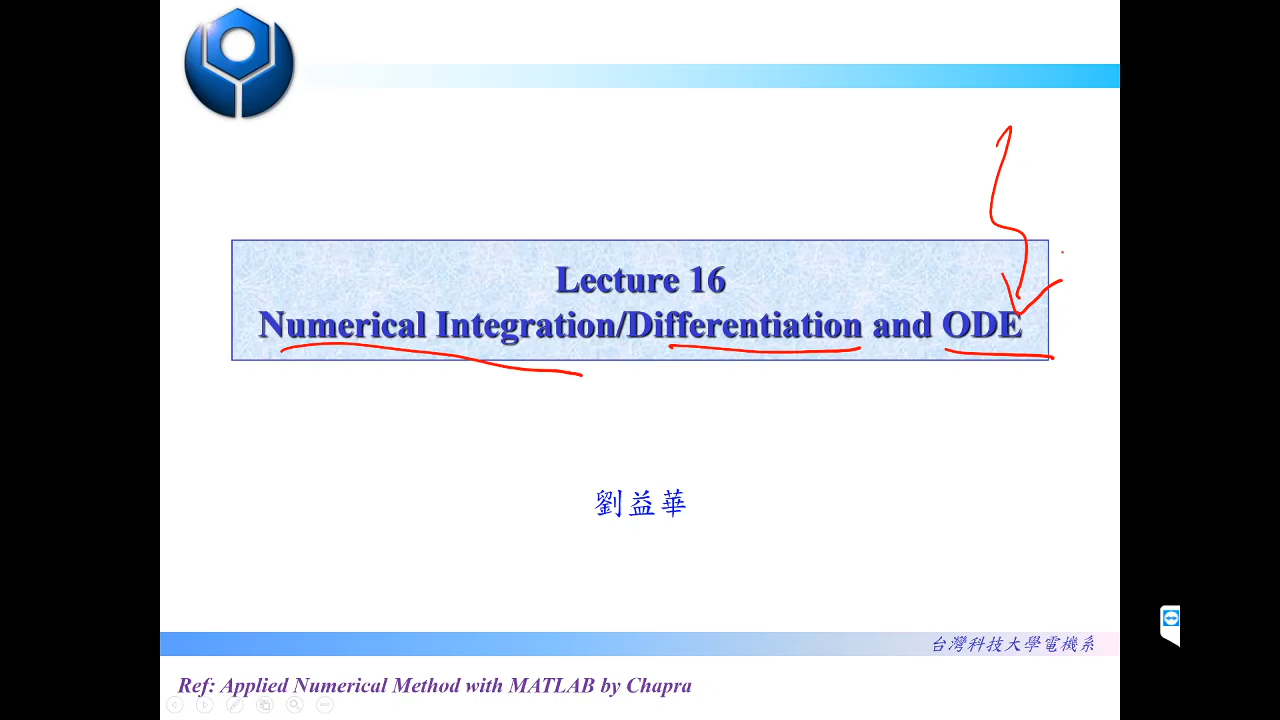 Lecture 16
Numerical Integration/Differentiation and ODE
劉益華
台灣科技大學電機系
Ref: Applied Numerical Method with MATLAB by Chapra